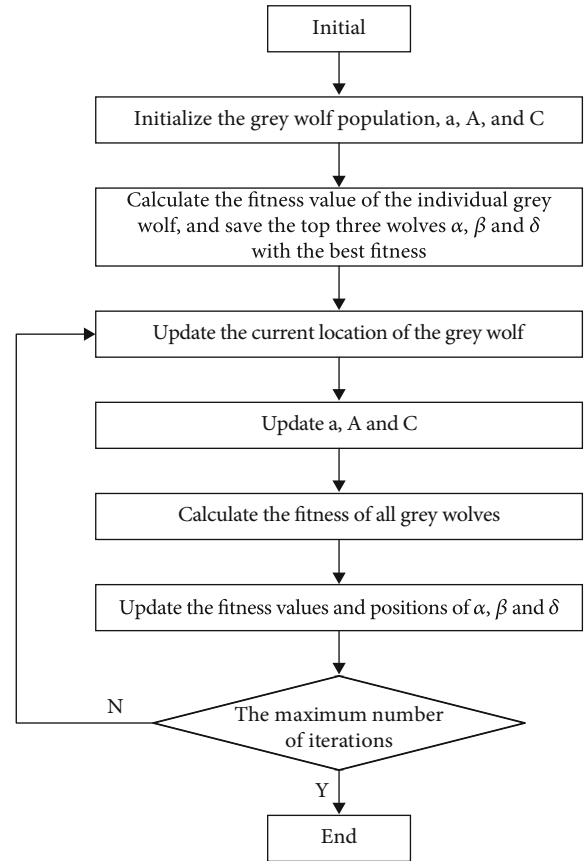 Initial
Initialize the grey wolf population, a, A, and C
Calculate the fitness value of the individual grey
wolf, and save the top three wolves α, β and δ
with the best fitness
Update the current location of the grey wolf
Update a, A and C
Calculate the fitness of all grey wolves
Update the fitness values and positions of α, β and δ
N
The maximum number
of iterations
Y
End